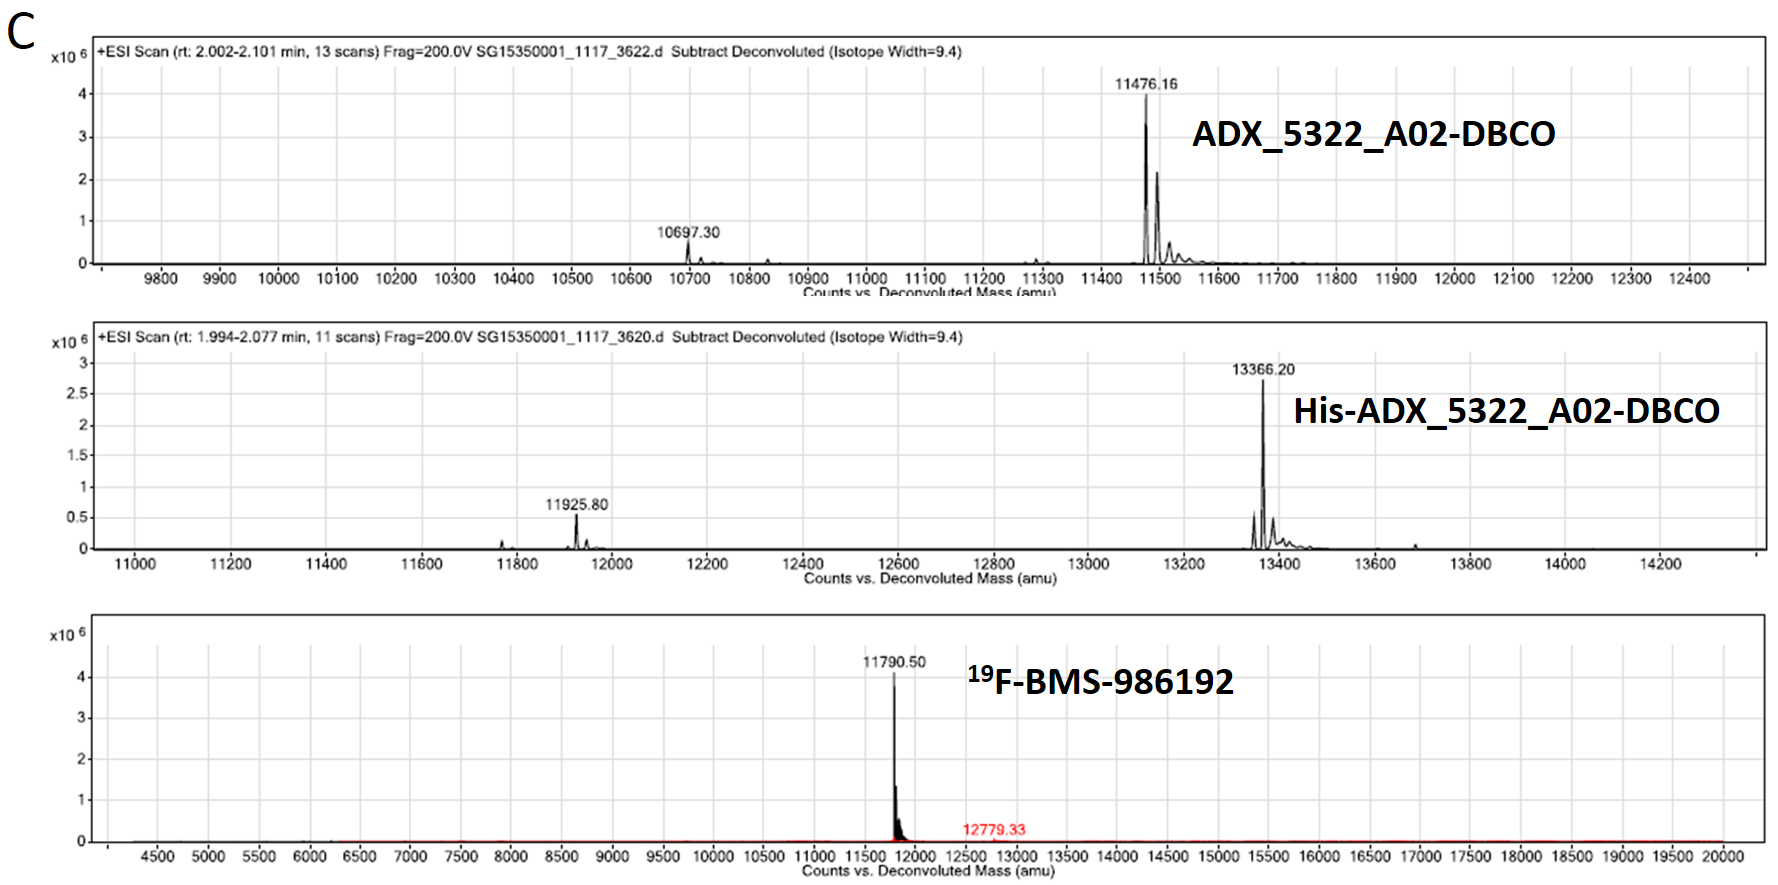 C
+ESI Scan (rt: 2.002-2.101 min, 13 scans) Frag=200.0V SG15350001_1117_3622.d Subtract Deconvoluted (Isotope Width=9.4)
x10 6
11476.16
ADX_5322_A02-DBCO
10697.30
4
3
2
1
0
9800 9900 10000 10100 10200 10300 10400 10500 10600 10700 10800 10900 11000 11100 11200 11300 11400 11500 11600 11700 11800 11900 12000 12100 12200 12300 12400
Counts vs. Deconvoluted Mass (amu)
+ESI Scan (rt: 1.994-2.077 min, 11 scans) Frag=200.0V SG15350001_1117_3620.d Subtract Deconvoluted (Isotope Width=9.4)
x10 6
13366.20
His-ADX_5322_A02-DBCO
11925.80
3
2.5
2
1.5
1
0.5
0
11000 11200 11400 11600 11800 12000 12200 12400 12600 12800 13000 13200 13400 13600 13800 14000 14200
Counts vs. Deconvoluted Mass (amu)
x10 6
11790.50
19F-BMS-986192
12779.33
4
3
2
1
0
4500 5000 5500 6000 6500 7000 7500 8000 8500 9000 9500 10000 10500 11000 11500 12000 12500 13000 13500 14000 14500 15000 15500 16000 16500 17000 17500 18000 18500 19000 19500 20000
Counts vs. Deconvoluted Mass (amu)